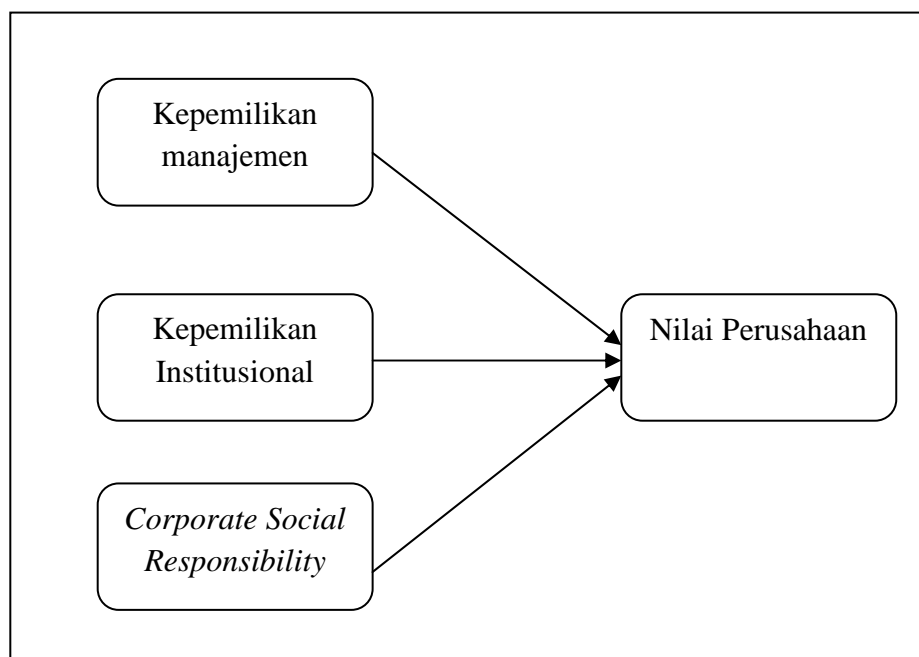 Kepemilikan
manajemen
Kepemilikan
Institusional
Nilai Perusahaan
Corporate Social
Responsibility